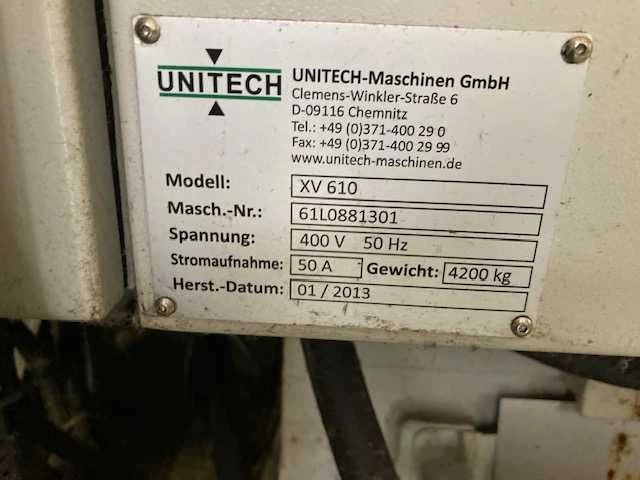 UNITECH
UNITECH-Maschinen GmbH
Clemens-Winkler-Straße 6
D-09116 Chemnitz
Tel.: +49 (0)371-400 29 0
Fax: +49 (0)371-400 29 99
www.unitech-maschinen.de
Modell: XV 610
Masch.-Nr.: 61L0881301
Spannung: 400 V 50 Hz
Stromaufnahme: 50 A Gewicht: 4200 kg
Herst.-Datum: 01 / 2013